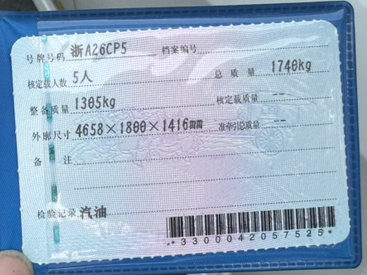 号牌号码 浙A26CP5 档案编号
核定载人数 5人 总质量 1740kg
整备质量 1305kg 核定载质量 --
外廓尺寸 4658×1800×1416mm 准牵引总质量 --
备注
检验记录 汽油
*3300042057525*